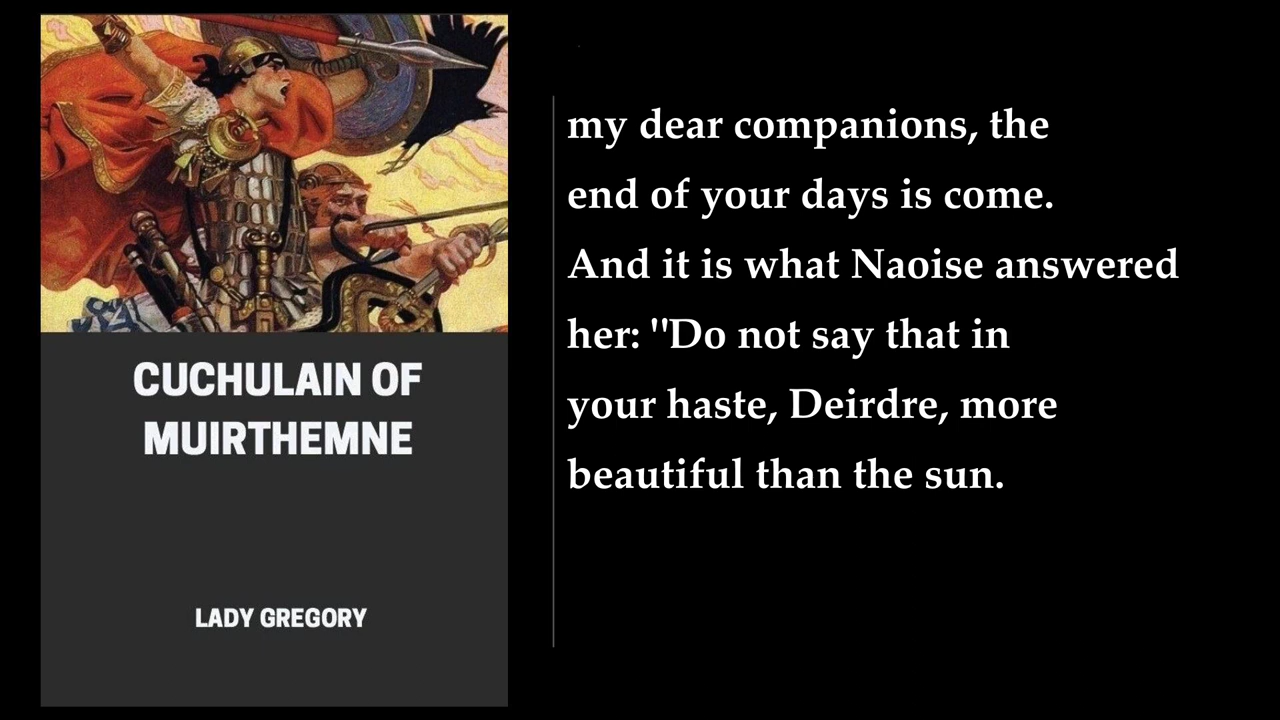 CUCHULAIN OF
MUIRTHEMNE
LADY GREGORY
my dear companions, the
end of your days is come.
And it is what Naoise answered
her: "Do not say that in
your haste, Deirdre, more
beautiful than the sun.